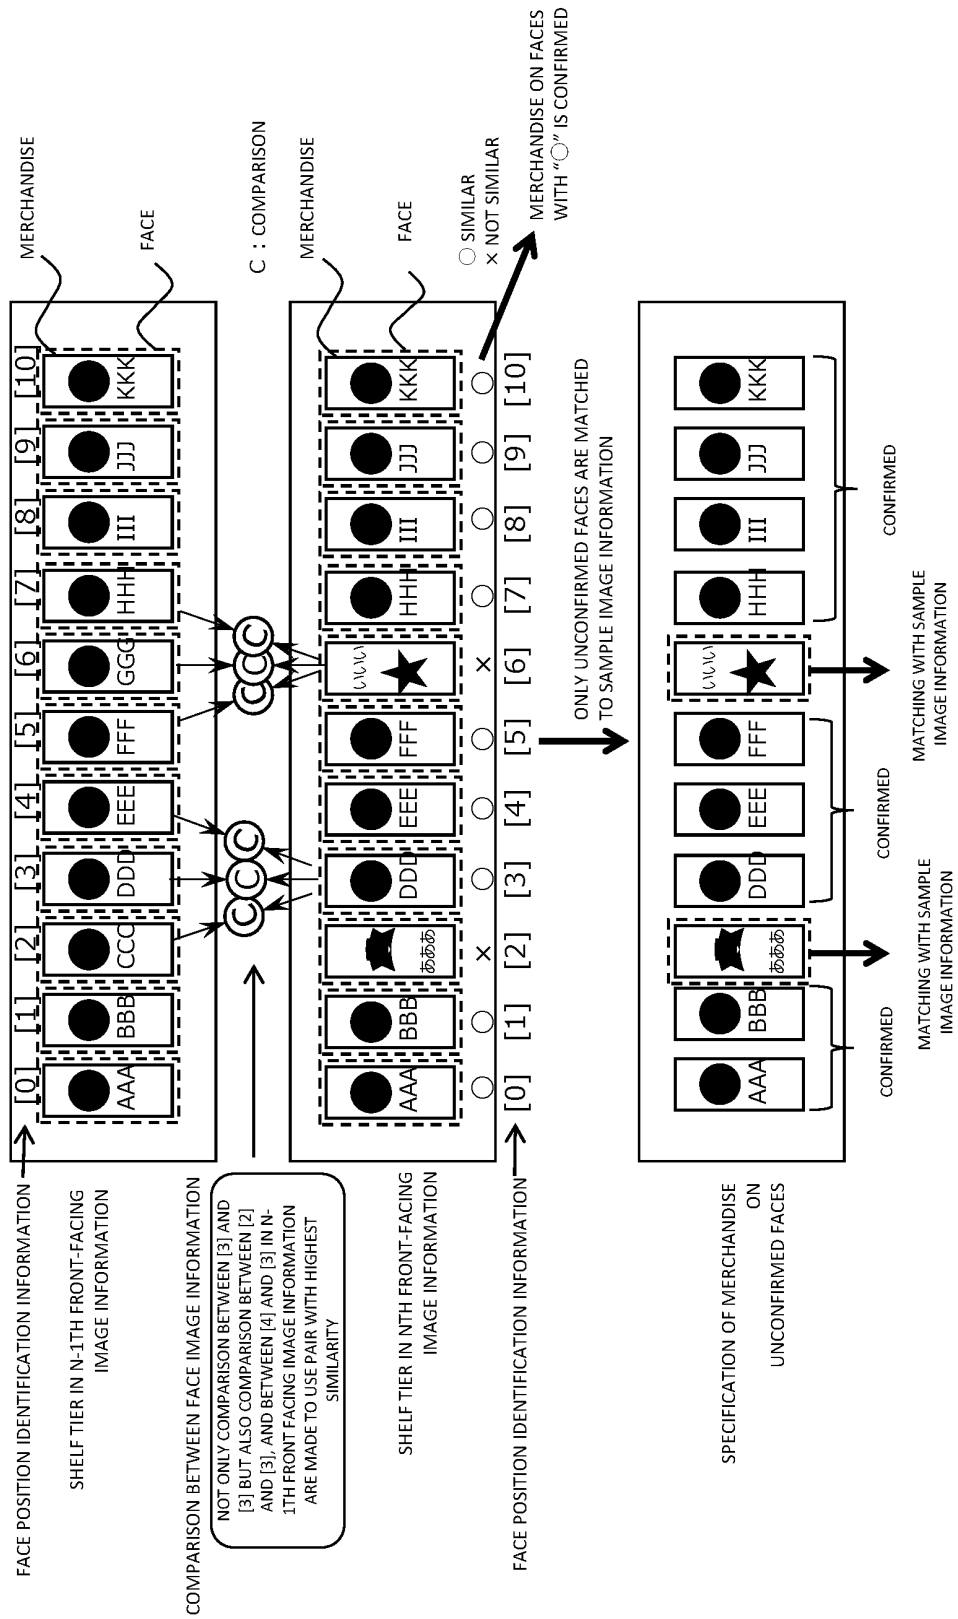 FACE POSITION IDENTIFICATION INFORMATION
[0] [1] [2] [3] [4] [5] [6] [7] [8] [9] [10]
MERCHANDISE
SHELF TIER IN N-1TH FRONT-FACING
IMAGE INFORMATION
AAA BBB CCC DDD EEE FFF GGG HHH III JJJ KKK
FACE
COMPARISON BETWEEN FACE IMAGE INFORMATION
NOT ONLY COMPARISON BETWEEN [3] AND
[3] BUT ALSO COMPARISON BETWEEN [2]
AND [3], AND BETWEEN [4] AND [3] IN N-
1TH FRONT FACING IMAGE INFORMATION
ARE MADE TO USE PAIR WITH HIGHEST
SIMILARITY
C C C C C C
C : COMPARISON
MERCHANDISE
SHELF TIER IN NTH FRONT-FACING
IMAGE INFORMATION
AAA BBB あああ DDD EEE FFF いいい HHH III JJJ KKK
FACE
○ ○ × ○ ○ ○ × ○ ○ ○ ○
○ SIMILAR
× NOT SIMILAR
FACE POSITION IDENTIFICATION INFORMATION
[0] [1] [2] [3] [4] [5] [6] [7] [8] [9] [10]
MERCHANDISE ON FACES
WITH “○” IS CONFIRMED
ONLY UNCONFIRMED FACES ARE MATCHED
TO SAMPLE IMAGE INFORMATION
SPECIFICATION OF MERCHANDISE
ON
UNCONFIRMED FACES
AAA BBB あああ DDD EEE FFF いいい HHH III JJJ KKK
CONFIRMED
CONFIRMED
CONFIRMED
MATCHING WITH SAMPLE
IMAGE INFORMATION
MATCHING WITH SAMPLE
IMAGE INFORMATION